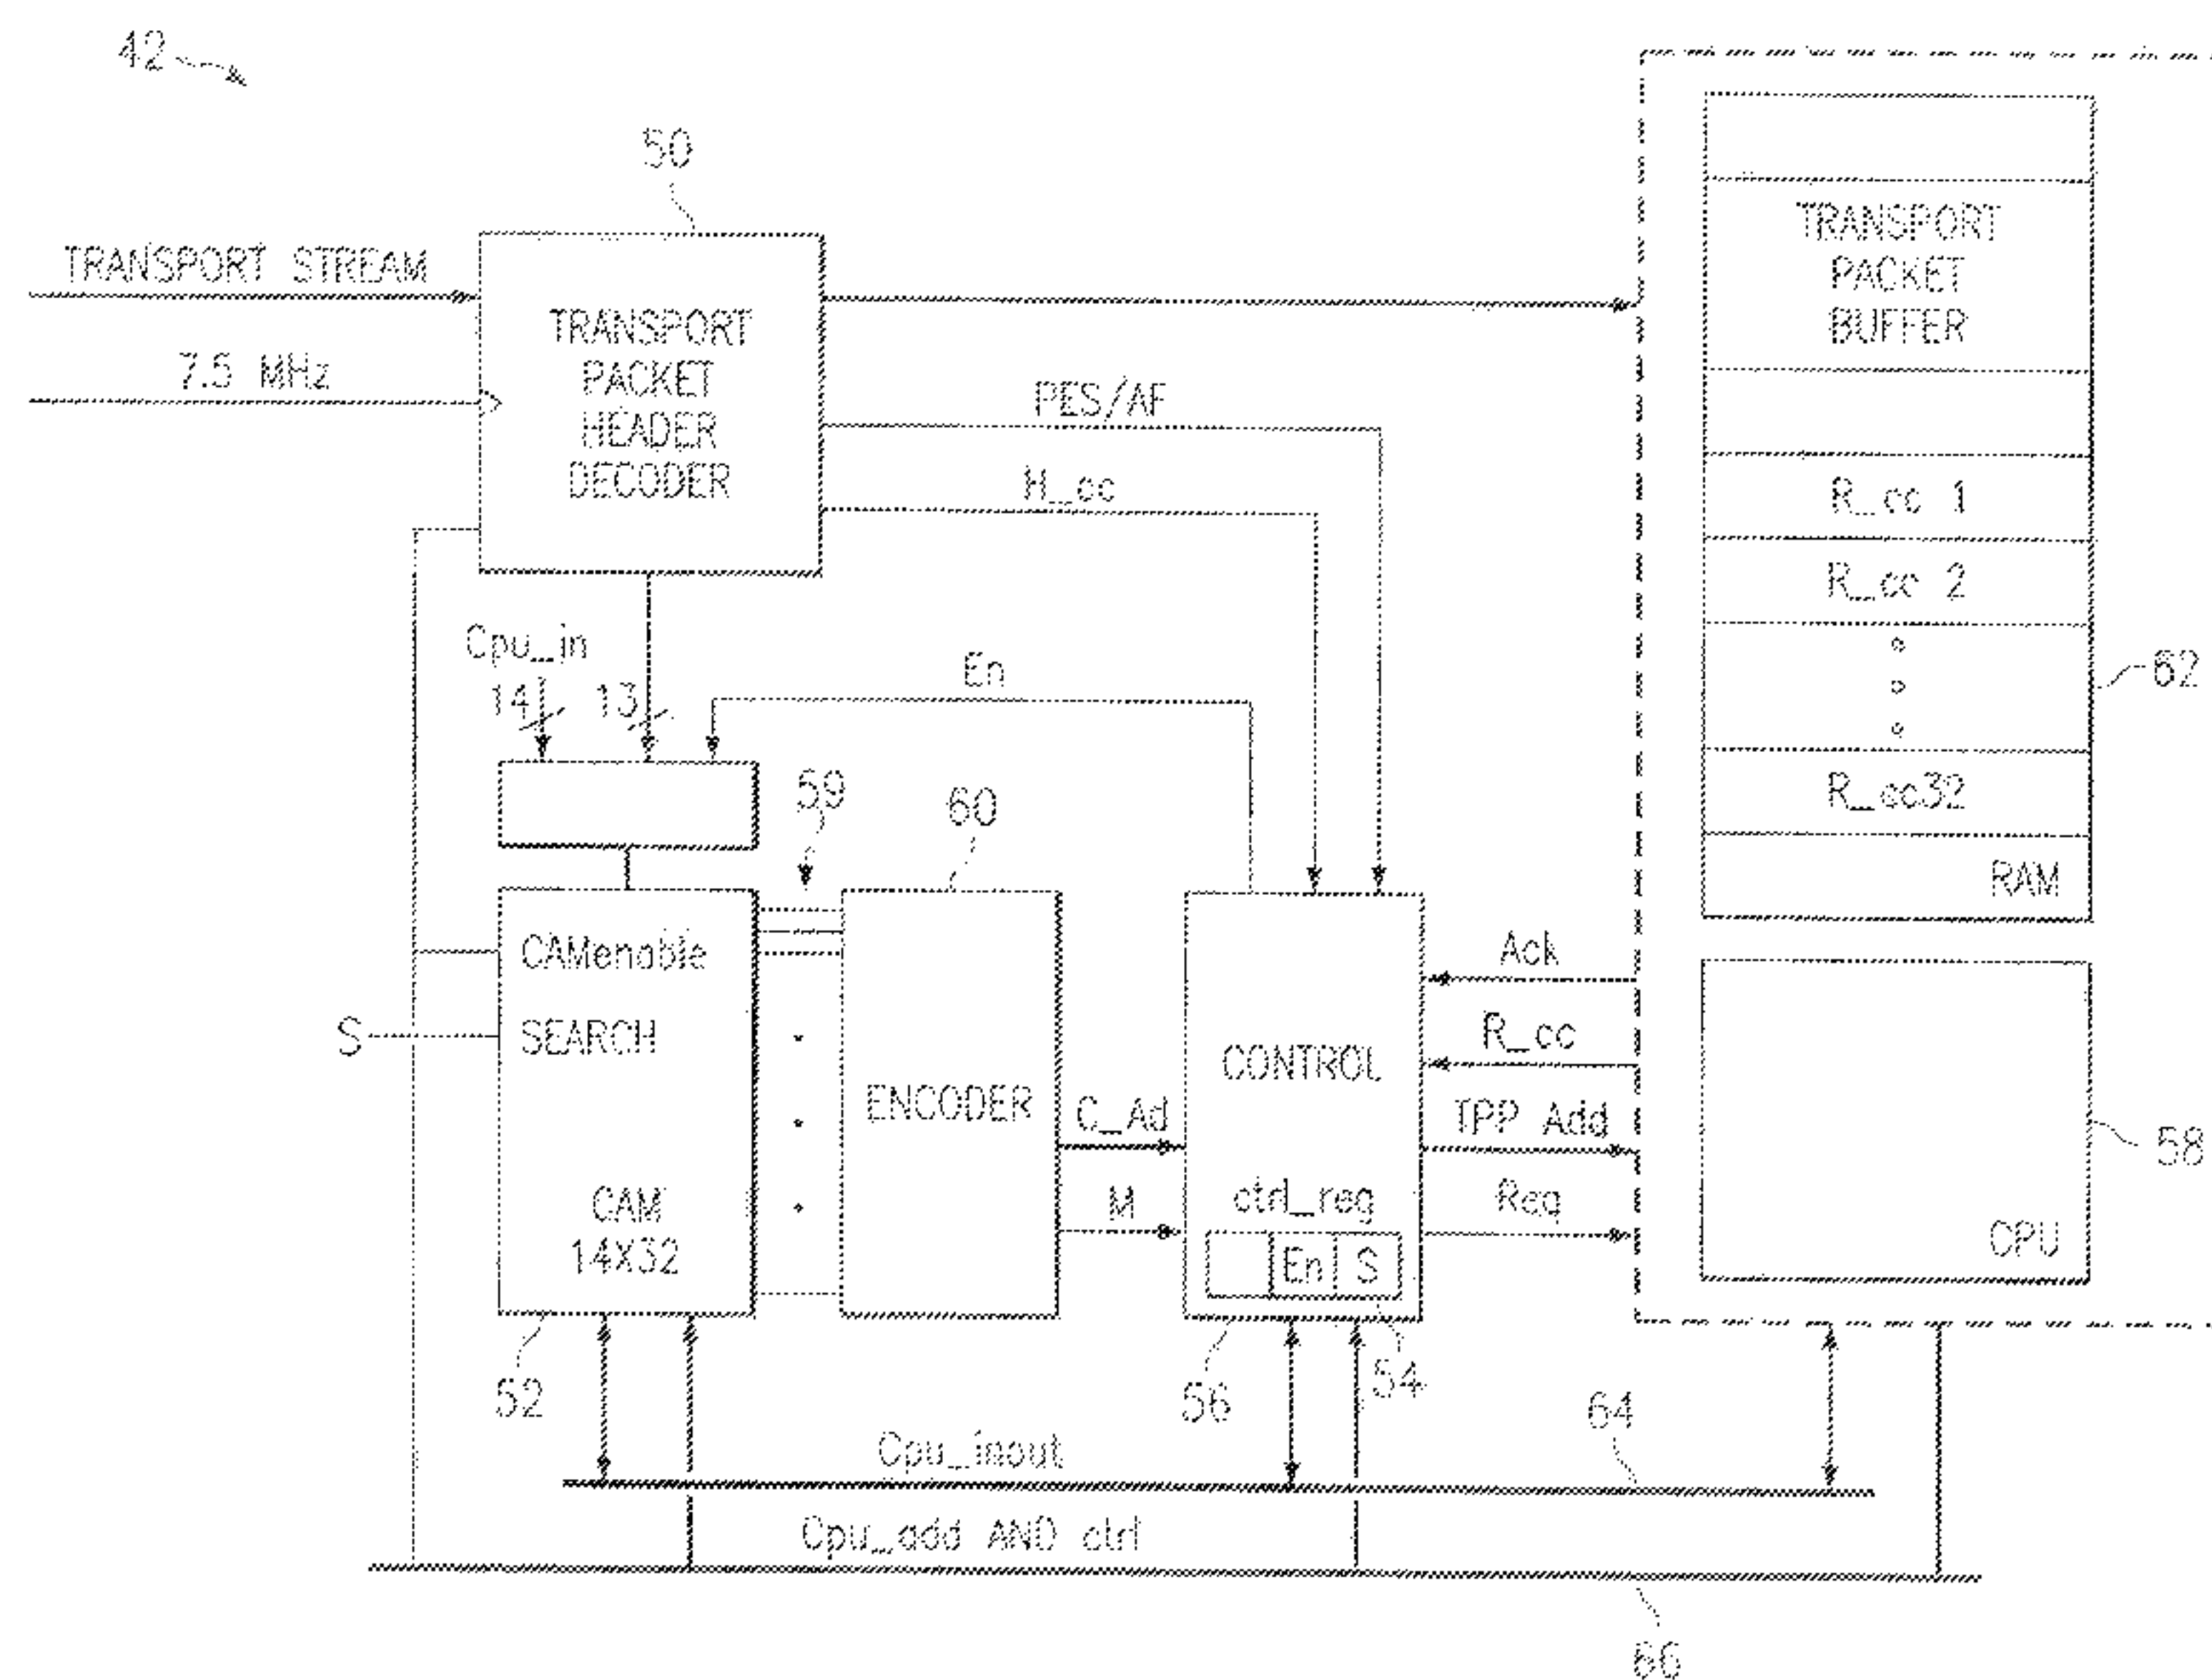 42
50
TRANSPORT STREAM
7.5 MHz
TRANSPORT
PACKET
HEADER
DECODER
PES/AF
H_cc
TRANSPORT
PACKET
BUFFER
R_cc 1
R_cc 2
R_cc32
RAM
62
Cpu_in
14
13
En
59
60
CAMenable
S
SEARCH
CAM
14X32
ENCODER
C_Ad
M
CONTROL
ctrl_reg
En
S
Ack
R_cc
TPP Add
Req
CPU
58
52
56
54
64
Cpu_inout
Cpu_add AND ctrl
66